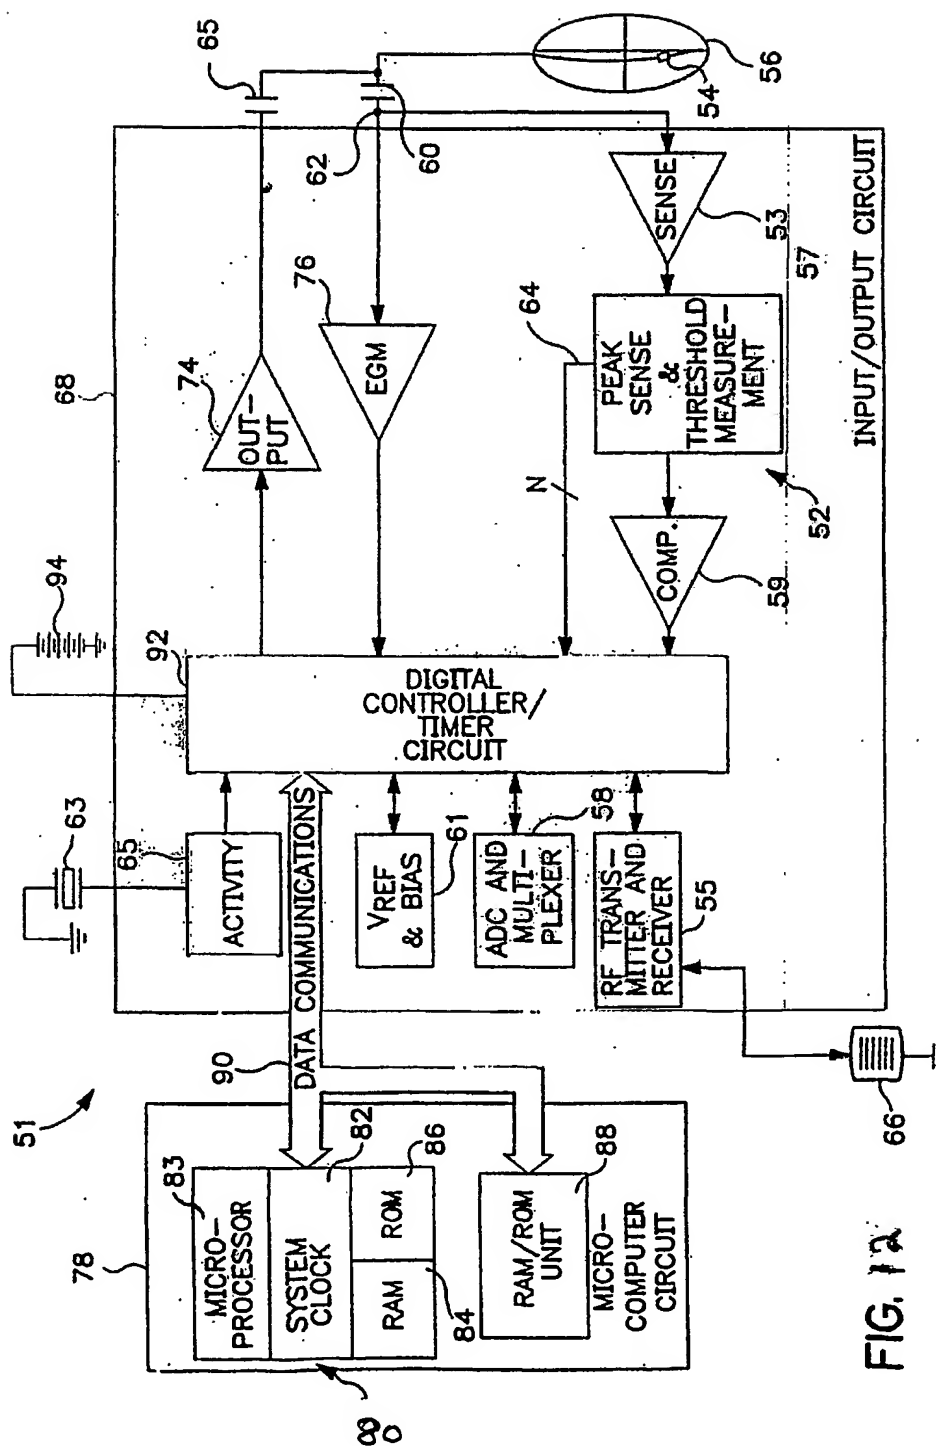 51
78
83
MICRO-
PROCESSOR
SYSTEM
CLOCK
82
RAM
ROM
84
86
80
RAM/ROM
UNIT
88
MICRO-
COMPUTER
CIRCUIT
90
DATA COMMUNICATIONS
63
65
ACTIVITY
VREF
& BIAS
61
ADC AND
MULTI-
PLEXER
58
RF TRANS-
MITTER AND
RECEIVER
55
66
94
92
DIGITAL
CONTROLLER/
TIMER
CIRCUIT
68
74
OUT-
PUT
76
EGM
65
62
60
56
54
SENSE
53
64
N
PEAK
SENSE
&
THRESHOLD
MEASURE-
MENT
52
COMP.
59
57
INPUT/OUTPUT CIRCUIT
FIG. 12